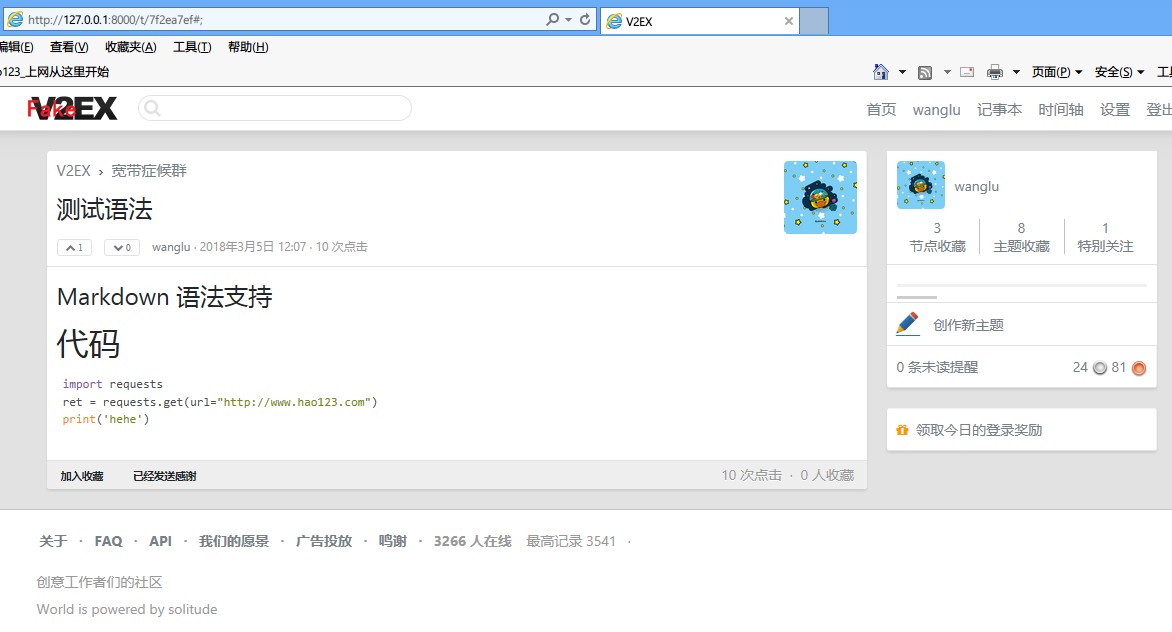 http://127.0.0.1:8000/t/7f2ea7ef#;
V2EX
编辑(E) 查看(V) 收藏夹(A) 工具(T) 帮助(H)
123_上网从这里开始
页面(P) 安全(S)
Fake V2EX
首页 wanglu 记事本 时间轴 设置 登出
V2EX › 宽带症候群
测试语法
1 0 wanglu · 2018年3月5日 12:07 · 10 次点击
Markdown 语法支持
代码
import requests
ret = requests.get(url="http://www.hao123.com")
print('hehe')
加入收藏 已经发送感谢 10 次点击 · 0 人收藏
wanglu
3 8 1
节点收藏 主题收藏 特别关注
创作新主题
0 条未读提醒 24 81
领取今日的登录奖励
关于 · FAQ · API · 我们的愿景 · 广告投放 · 鸣谢 · 3266 人在线 最高记录 3541 ·
创意工作者们的社区
World is powered by solitude